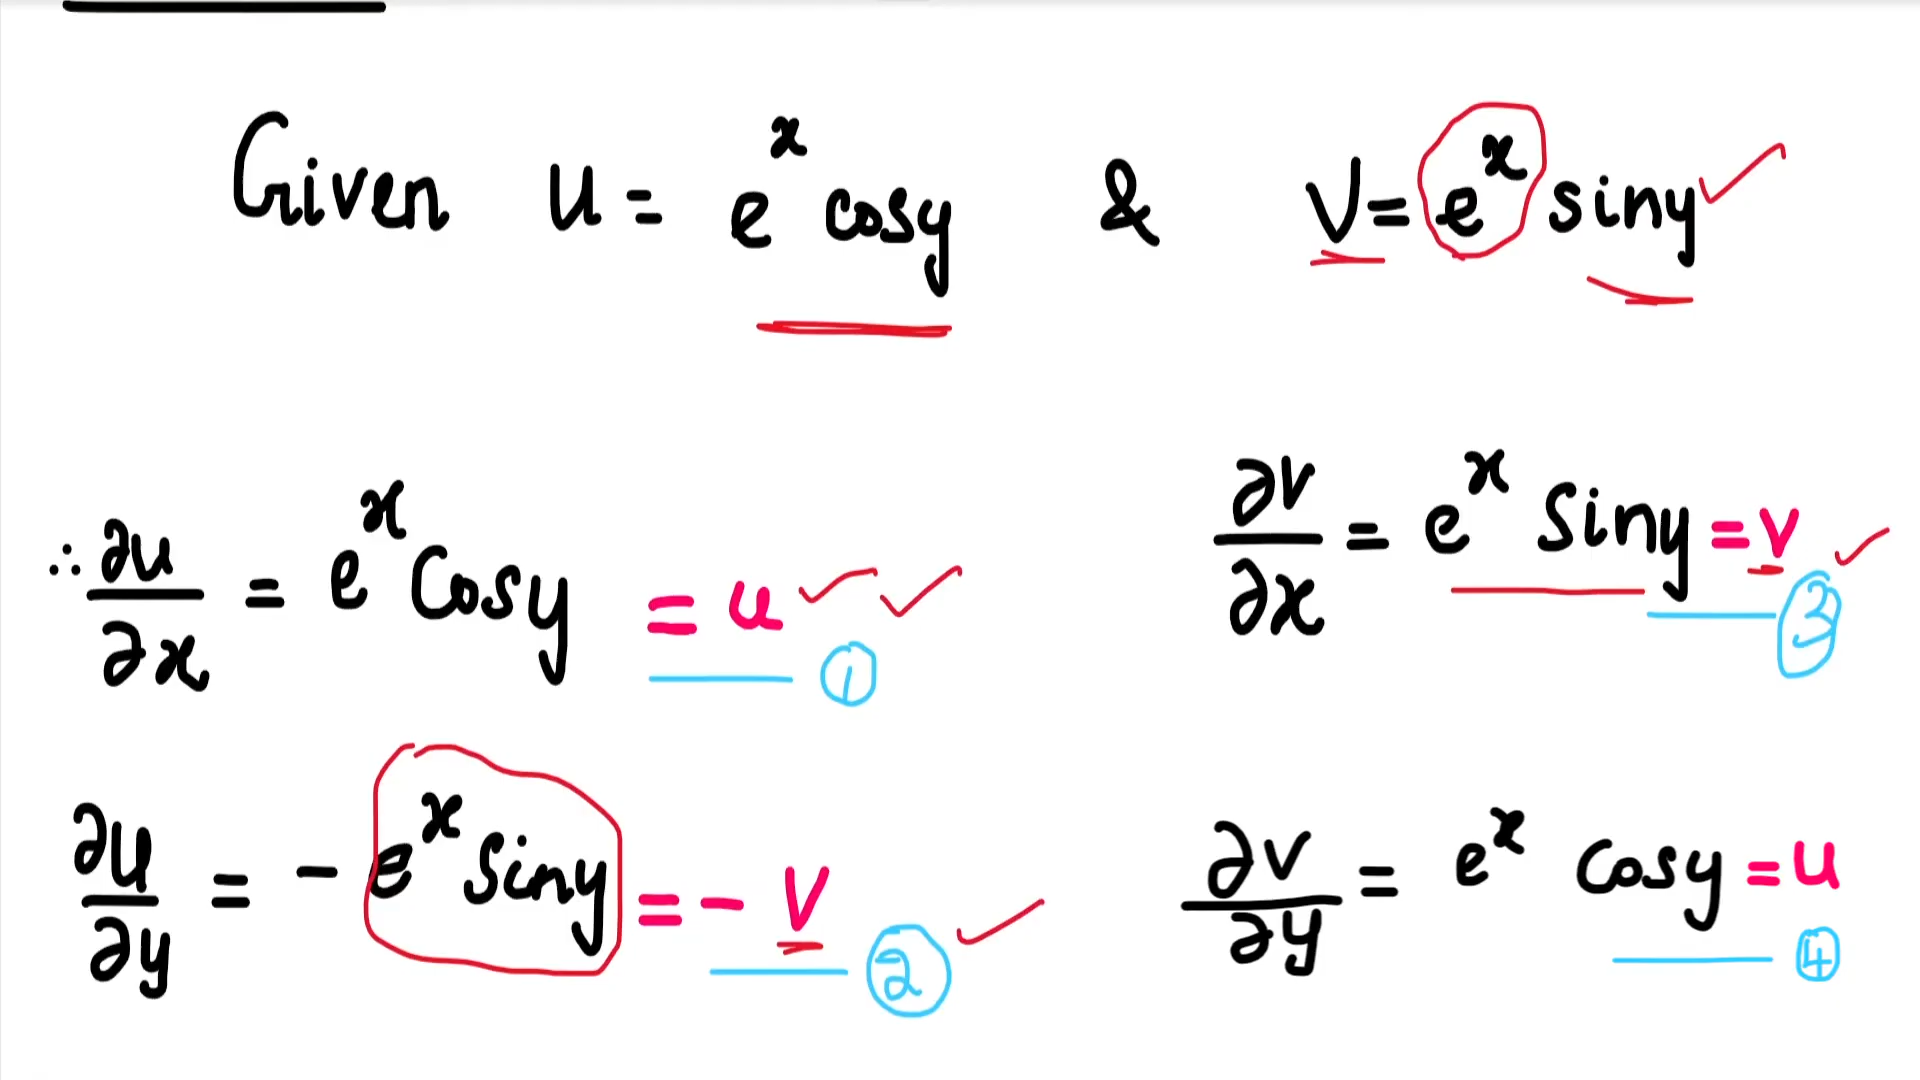 Given u = e^x cosy & V = e^x siny
∴ ∂u/∂x = e^x Cosy = u ①
∂v/∂x = e^x Siny = v ③
∂u/∂y = - e^x Siny = - V ②
∂v/∂y = e^x Cosy = u ④